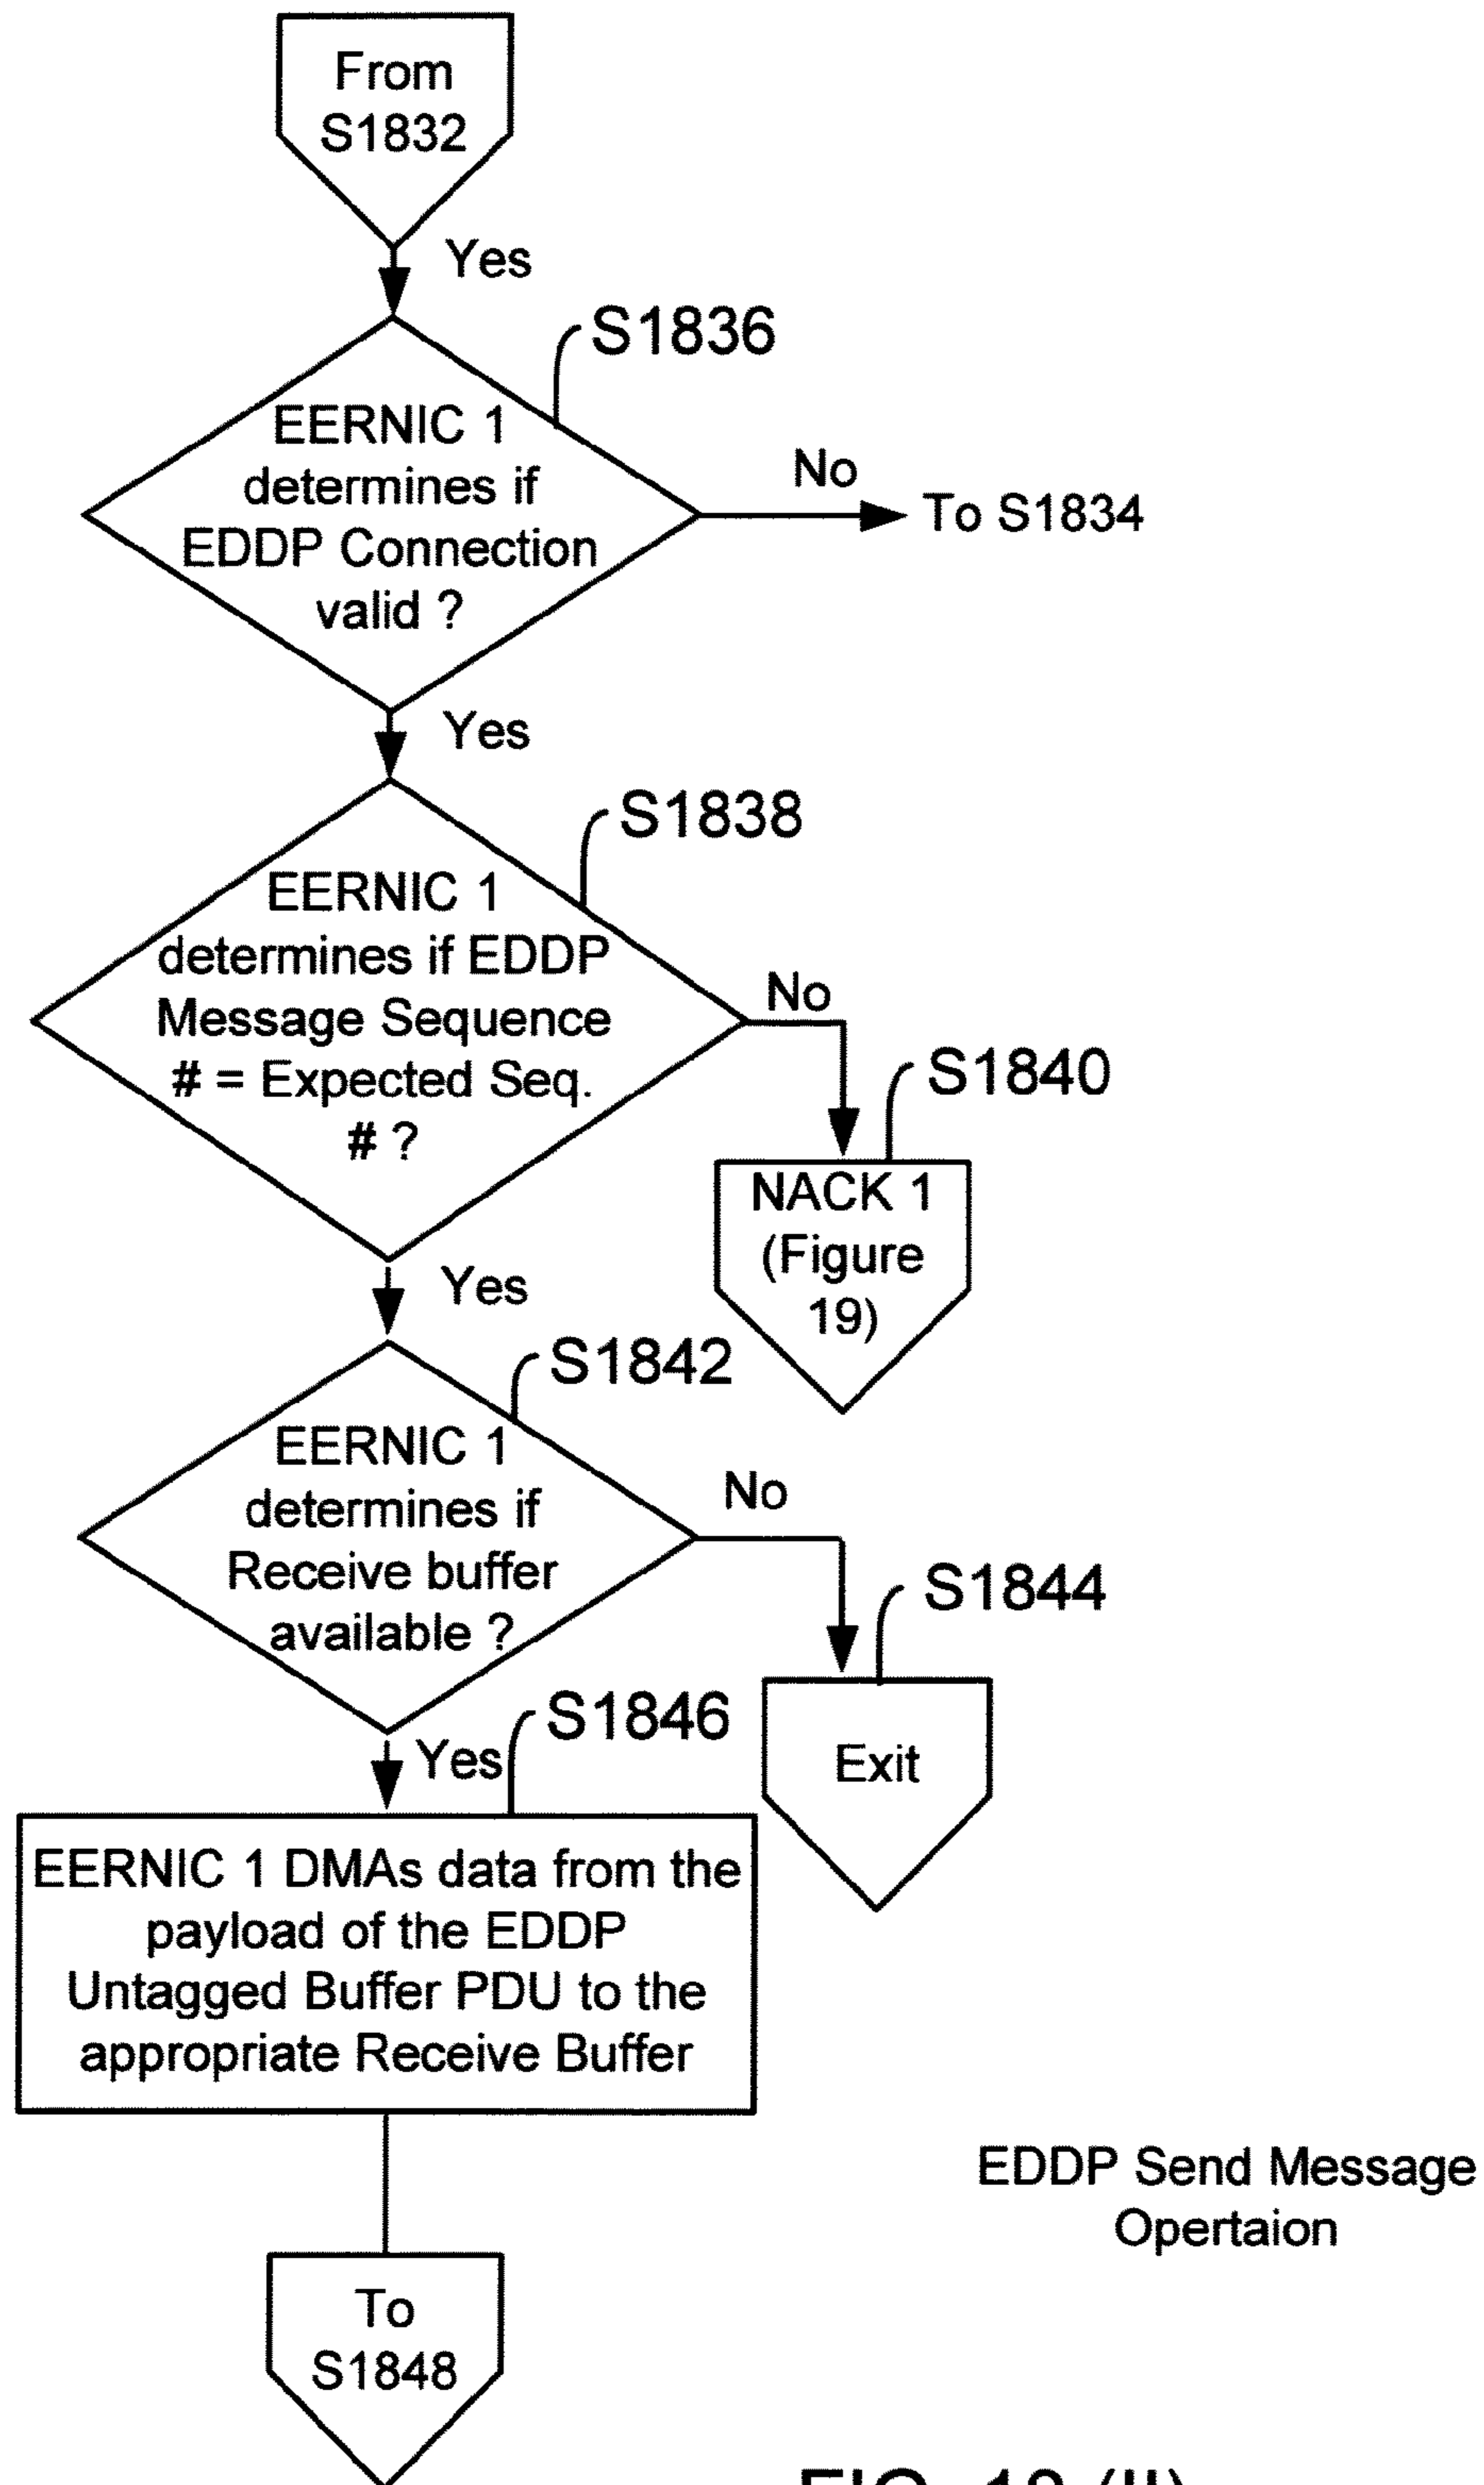 From
S1832
Yes
S1836
EERNIC 1
determines if
EDDP Connection
valid ?
No
To S1834
Yes
S1838
EERNIC 1
determines if EDDP
Message Sequence
# = Expected Seq.
# ?
No
S1840
NACK 1
(Figure
19)
Yes
S1842
EERNIC 1
determines if
Receive buffer
available ?
No
S1844
Exit
Yes
S1846
EERNIC 1 DMAs data from the
payload of the EDDP
Untagged Buffer PDU to the
appropriate Receive Buffer
EDDP Send Message
Opertaion
To
S1848
FIG. 18 (II)